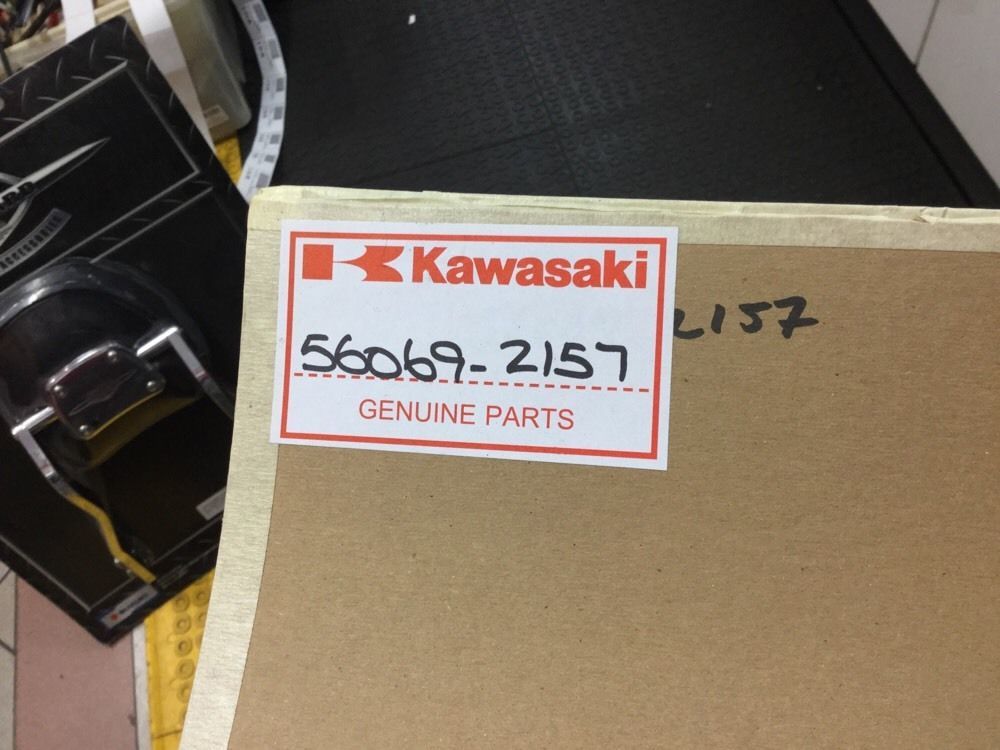 Kawasaki
56069-2157
GENUINE PARTS
2157